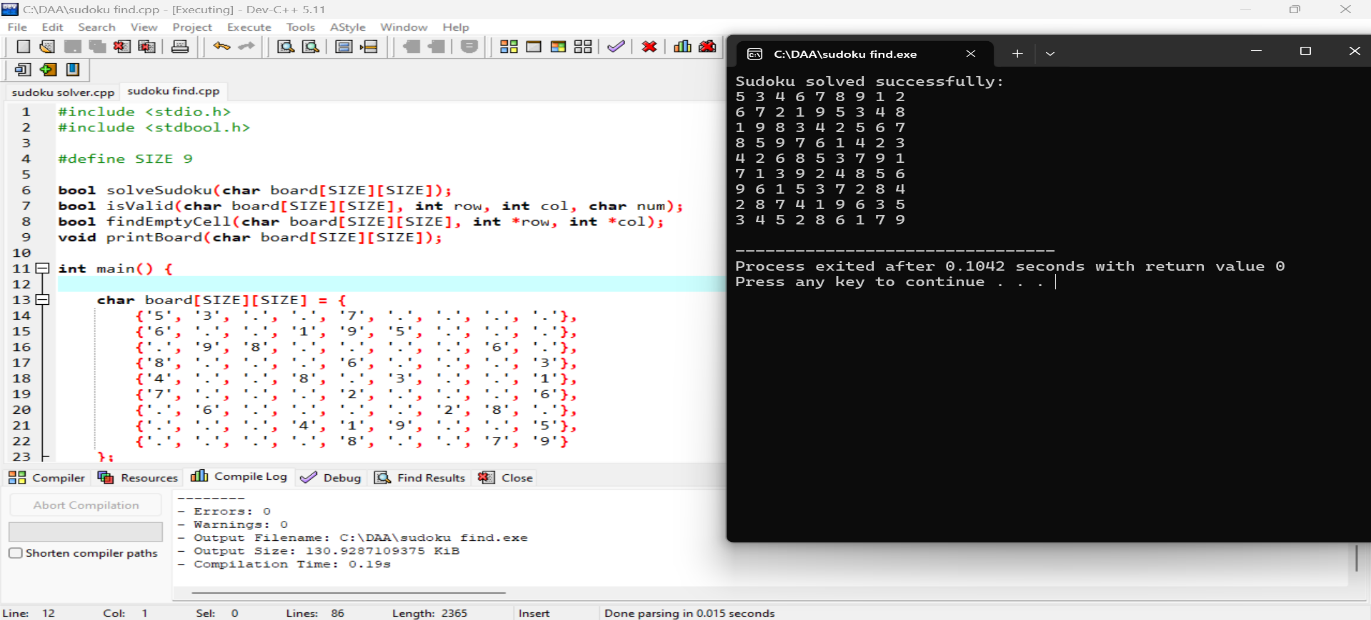 C:\DAA\sudoku find.cpp - [Executing] - Dev-C++ 5.11
File Edit Search View Project Execute Tools AStyle Window Help
sudoku solver.cpp sudoku find.cpp
1 #include <stdio.h>
2 #include <stdbool.h>
3
4 #define SIZE 9
5
6 bool solveSudoku(char board[SIZE][SIZE]);
7 bool isValid(char board[SIZE][SIZE], int row, int col, char num);
8 bool findEmptyCell(char board[SIZE][SIZE], int *row, int *col);
9 void printBoard(char board[SIZE][SIZE]);
10
11 int main() {
12
13 char board[SIZE][SIZE] = {
14 {'5', '3', '.', '.', '7', '.', '.', '.', '.'},
15 {'6', '.', '.', '1', '9', '5', '.', '.', '.'},
16 {'.', '9', '8', '.', '.', '.', '.', '6', '.'},
17 {'8', '.', '.', '.', '6', '.', '.', '.', '3'},
18 {'4', '.', '.', '8', '.', '3', '.', '.', '1'},
19 {'7', '.', '.', '.', '2', '.', '.', '.', '6'},
20 {'.', '6', '.', '.', '.', '.', '2', '8', '.'},
21 {'.', '.', '.', '4', '1', '9', '.', '.', '5'},
22 {'.', '.', '.', '.', '8', '.', '.', '7', '9'}
23 };
Compiler Resources Compile Log Debug Find Results Close
Abort Compilation
Shorten compiler paths
--------
- Errors: 0
- Warnings: 0
- Output Filename: C:\DAA\sudoku find.exe
- Output Size: 130.9287109375 KiB
- Compilation Time: 0.19s
Line: 12 Col: 1 Sel: 0 Lines: 86 Length: 2365 Insert Done parsing in 0.015 seconds
C:\DAA\sudoku find.exe
Sudoku solved successfully:
5 3 4 6 7 8 9 1 2
6 7 2 1 9 5 3 4 8
1 9 8 3 4 2 5 6 7
8 5 9 7 6 1 4 2 3
4 2 6 8 5 3 7 9 1
7 1 3 9 2 4 8 5 6
9 6 1 5 3 7 2 8 4
2 8 7 4 1 9 6 3 5
3 4 5 2 8 6 1 7 9
--------------------------------
Process exited after 0.1042 seconds with return value 0
Press any key to continue . . .